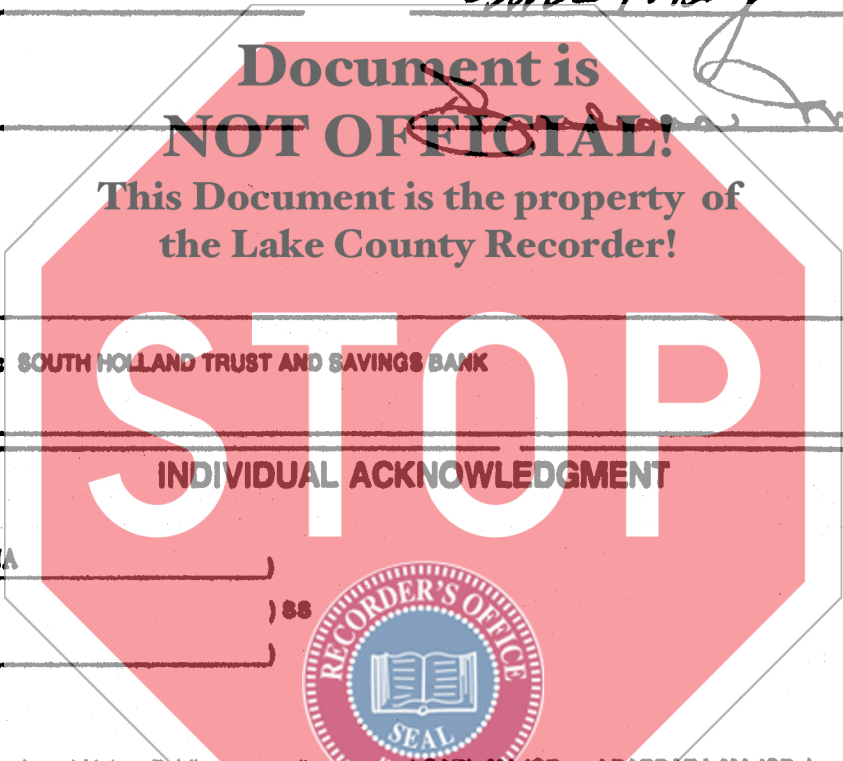 Document is
NOT OFFICIAL!
This Document is the property of
the Lake County Recorder!
SOUTH HOLLAND TRUST AND SAVINGS BANK
STOP
INDIVIDUAL ACKNOWLEDGMENT
)
) SS
)
RECORDER'S OFFICE
SEAL